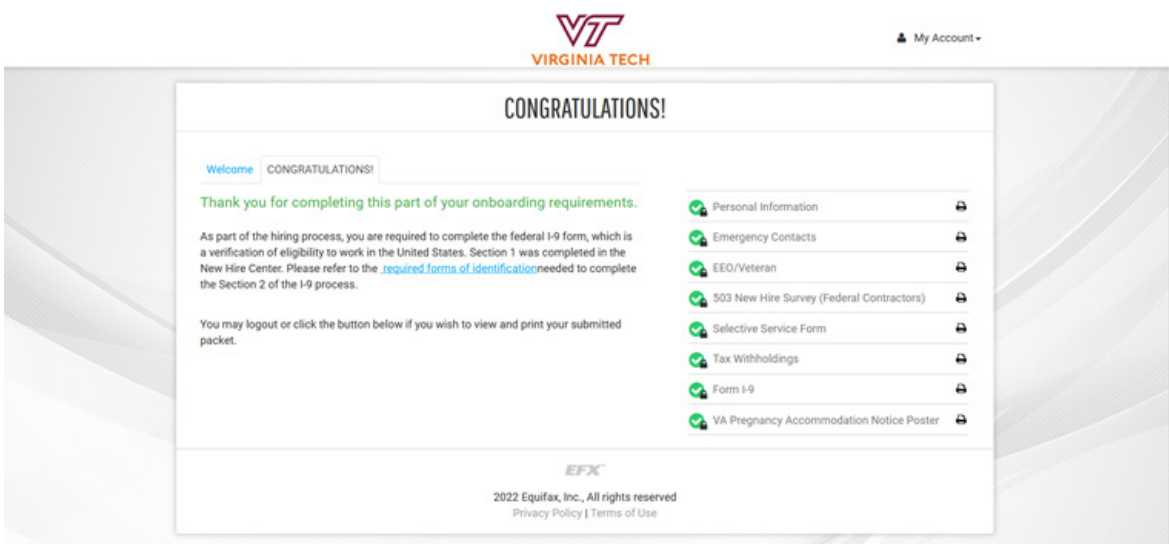 VT
VIRGINIA TECH
My Account
CONGRATULATIONS!
Welcome CONGRATULATIONS!
Thank you for completing this part of your onboarding requirements.
As part of the hiring process, you are required to complete the federal I-9 form, which is
a verification of eligibility to work in the United States. Section 1 was completed in the
New Hire Center. Please refer to the required forms of identificationneeded to complete
the Section 2 of the I-9 process.
You may logout or click the button below if you wish to view and print your submitted
packet.
Personal Information
Emergency Contacts
EEO/Veteran
503 New Hire Survey (Federal Contractors)
Selective Service Form
Tax Withholdings
Form I-9
VA Pregnancy Accommodation Notice Poster
EFX
2022 Equifax, Inc., All rights reserved
Privacy Policy | Terms of Use